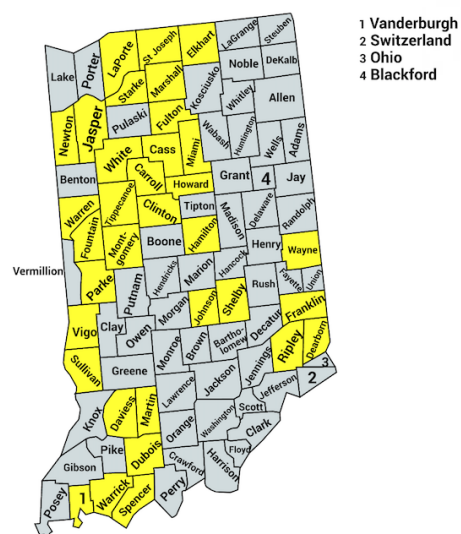 1 Vanderburgh
2 Switzerland
3 Ohio
4 Blackford
Lake
Porter
LaPorte
St Joseph
Elkhart
LaGrange
Steuben
Noble
DeKalb
Starke
Marshall
Kosciusko
Whitley
Allen
Newton
Jasper
Pulaski
Fulton
Wabash
Huntington
Wells
Adams
White
Cass
Miami
Benton
Carroll
Howard
Grant
4
Jay
Warren
Tippecanoe
Clinton
Tipton
Madison
Delaware
Randolph
Fountain
Mont-
gomery
Boone
Hamilton
Henry
Wayne
Vermillion
Parke
Putnam
Hendricks
Marion
Hancock
Rush
Fayette
Union
Vigo
Clay
Owen
Morgan
Johnson
Shelby
Decatur
Franklin
Sullivan
Greene
Monroe
Brown
Bartho-
lomew
Jennings
Ripley
Dearborn
3
2
Knox
Daviess
Martin
Lawrence
Jackson
Jefferson
Scott
Orange
Washington
Clark
Gibson
Pike
Dubois
Crawford
Floyd
Harrison
Posey
1
Warrick
Spencer
Perry